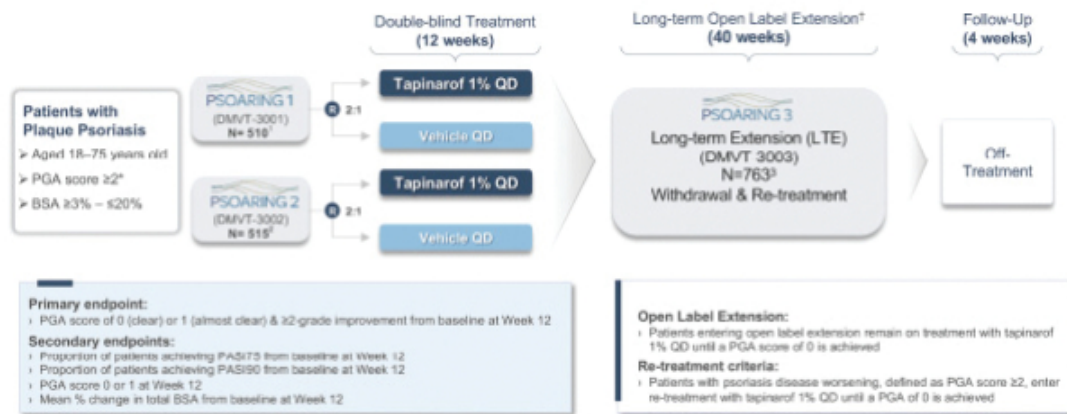 Double-blind Treatment
(12 weeks)
Long-term Open Label Extension†
(40 weeks)
Follow-Up
(4 weeks)
Patients with
Plaque Psoriasis
➢ Aged 18–75 years old
➢ PGA score ≥2*
➢ BSA ≥3% – ≤20%
PSOARING 1
(DMVT-3001)
N= 510¹
R 2:1
Tapinarof 1% QD
Vehicle QD
PSOARING 2
(DMVT-3002)
N= 515²
R 2:1
Tapinarof 1% QD
Vehicle QD
PSOARING 3
Long-term Extension (LTE)
(DMVT 3003)
N=763³
Withdrawal & Re-treatment
Off-
Treatment
Primary endpoint:
› PGA score of 0 (clear) or 1 (almost clear) & ≥2-grade improvement from baseline at Week 12
Secondary endpoints:
› Proportion of patients achieving PASI75 from baseline at Week 12
› Proportion of patients achieving PASI90 from baseline at Week 12
› PGA score 0 or 1 at Week 12
› Mean % change in total BSA from baseline at Week 12
Open Label Extension:
› Patients entering open label extension remain on treatment with tapinarof
1% QD until a PGA score of 0 is achieved
Re-treatment criteria:
› Patients with psoriasis disease worsening, defined as PGA score ≥2, enter
re-treatment with tapinarof 1% QD until a PGA of 0 is achieved